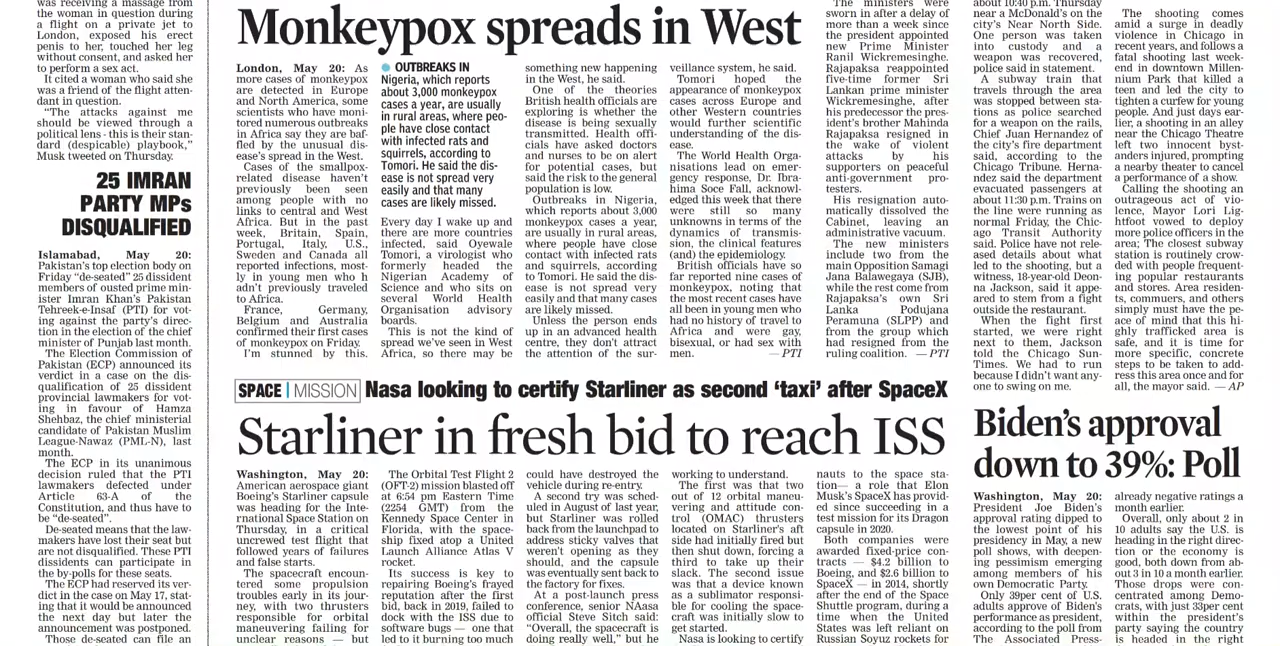 was receiving a massage from
the woman in question during
flight on a private jet to
London, exposed his erect
penis to her, touched her leg
without consent, and asked her
to perform a sex act.
It cited a woman who said she
was a friend of the flight atten-
dant in question.
“The attacks against me
should be viewed through a
political lens - this is their stan-
dard (despicable) playbook,”
Musk tweeted on Thursday.
25 IMRAN
PARTY MPs
DISQUALIFIED
Islamabad, May 20:
Pakistan's top election body on
Friday “de-seated” 25 dissident
members of ousted prime min-
ister Imran Khan's Pakistan
Tehreek-e-Insaf (PTI) for vot-
ing against the party's direc-
tion in the election of the chief
minister of Punjab last month.
The Election Commission of
Pakistan (ECP) announced its
verdict in a case on the dis-
qualification of 25 dissident
provincial lawmakers for vot-
ing in favour of Hamza
Shehbaz, the chief ministerial
candidate of Pakistan Muslim
League-Nawaz (PML-N), last
month.
The ECP in its unanimous
decision ruled that the PTI
lawmakers defected under
Article 63-A of the
Constitution, and thus have to
be “de-seated”.
De-seated means that the law-
makers have lost their seat but
are not disqualified. These PTI
dissidents can participate in
the by-polls for these seats.
The ECP had reserved its ver-
dict in the case on May 17, stat-
ing that it would be announced
the next day but later the
announcement was postponed.
Those de-seated can file an
Monkeypox spreads in West
London, May 20: As
more cases of monkeypox
are detected in Europe
and North America, some
scientists who have moni-
tored numerous outbreaks
in Africa say they are baf-
fled by the unusual dis-
ease's spread in the West.
Cases of the smallpox-
related disease haven't
previously been seen
among people with no
links to central and West
Africa. But in the past
week, Britain, Spain,
Portugal, Italy, U.S.,
Sweden and Canada all
reported infections, most-
ly in young men who h
adn't previously traveled
to Africa.
France, Germany,
Belgium and Australia
confirmed their first cases
of monkeypox on Friday.
I'm stunned by this.
OUTBREAKS IN
Nigeria, which reports
about 3,000 monkeypox
cases a year, are usually
in rural areas, where peo-
ple have close contact
with infected rats and
squirrels, according to
Tomori. He said the dis-
ease is not spread very
easily and that many
cases are likely missed.
Every day I wake up and
there are more countries
infected, said Oyewale
Tomori, a virologist who
formerly headed the
Nigerian Academy of
Science and who sits on
several World Health
Organisation advisory
boards.
This is not the kind of
spread we've seen in West
Africa, so there may be
something new happening
in the West, he said.
One of the theories
British health officials are
exploring is whether the
disease is being sexually
transmitted. Health offi-
cials have asked doctors
and nurses to be on alert
for potential cases, but
said the risk to the general
population is low.
Outbreaks in Nigeria,
which reports about 3,000
monkeypox cases a year,
are usually in rural areas,
where people have close
contact with infected rats
and squirrels, according
to Tomori. He said the dis-
ease is not spread very
easily and that many cases
are likely missed.
Unless the person ends
up in an advanced health
centre, they don't attract
the attention of the sur-
veillance system, he said.
Tomori hoped the
appearance of monkeypox
cases across Europe and
other Western countries
would further scientific
understanding of the dis-
ease.
The World Health Orga-
nisations lead on emer-
gency response, Dr. Ibra-
hima Soce Fall, acknowl-
edged this week that there
were still so many
unknowns in terms of the
dynamics of transmis-
sion, the clinical features
(and) the epidemiology.
British officials have so
far reported nine cases of
monkeypox, noting that
the most recent cases have
all been in young men who
had no history of travel to
Africa and were gay,
bisexual, or had sex with
men. — PTI
The ministers were
sworn in after a delay of
more than a week since
the president appointed
new Prime Minister
Ranil Wickremesinghe.
Rajapaksa reappointed
five-time former Sri
Lankan prime minister
Wickremesinghe, after
his predecessor the pres-
ident's brother Mahinda
Rajapaksa resigned in
the wake of violent
attacks by his
supporters on peaceful
anti-government pro-
testers.
His resignation auto-
matically dissolved the
Cabinet, leaving an
administrative vacuum.
The new ministers
include two from the
main Opposition Samagi
Jana Balawegaya (SJB),
while the rest come from
Rajapaksa's own Sri
Lanka Podujana
Peramuna (SLPP) and
from the group which
had resigned from the
ruling coalition. — PTI
about 10:40 p.m. Thursday
near a McDonald's on the
city's Near North Side.
One person was taken
into custody and a
weapon was recovered,
police said in statement.
A subway train that
travels through the area
was stopped between sta-
tions as police searched
for a weapon on the rails,
Chief Juan Hernandez of
the city's fire department
said, according to the
Chicago Tribune. Herna-
ndez said the department
evacuated passengers at
about 11:30 p.m. Trains on
the line were running as
normal Friday, the Chic-
ago Transit Authority
said. Police have not rele-
ased details about what
led to the shooting, but a
witness, 18-year-old Deon-
na Jackson, said it appe-
ared to stem from a fight
outside the restaurant.
When the fight first
started, we were right
next to them, Jackson
told the Chicago Sun-
Times. We had to run
because I didn't want any-
one to swing on me.
The shooting comes
amid a surge in deadly
violence in Chicago in
recent years, and follows a
fatal shooting last week-
end in downtown Millen-
nium Park that killed a
teen and led the city to
tighten a curfew for young
people. And just days ear-
lier, a shooting in an alley
near the Chicago Theatre
left two innocent byst-
anders injured, prompting
a nearby theater to cancel
a performance of a show.
Calling the shooting an
outrageous act of vio-
lence, Mayor Lori Lig-
htfoot vowed to deploy
more police officers in the
area; The closest subway
station is routinely crow-
ded with people frequent-
ing popular restaurants
and stores. Area residen-
ts, commuers, and others
simply must have the pe-
ace of mind that this hi-
ghly trafficked area is
safe, and it is time for
more specific, concrete
steps to be taken to add-
ress this area once and for
all, the mayor said. — AP
SPACE | MISSION Nasa looking to certify Starliner as second ‘taxi’ after SpaceX
Starliner in fresh bid to reach ISS
Washington, May 20:
American aerospace giant
Boeing's Starliner capsule
was heading for the Inte-
rnational Space Station on
Thursday, in a critical
uncrewed test flight that
followed years of failures
and false starts.
The spacecraft encoun-
tered some propulsion
troubles early in its jour-
ney, with two thrusters
responsible for orbital
maneuvering failing for
unclear reasons — but
The Orbital Test Flight 2
(OFT-2) mission blasted off
at 6:54 pm Eastern Time
(2254 GMT) from the
Kennedy Space Center in
Florida, with the space-
ship fixed atop a United
Launch Alliance Atlas V
rocket.
Its success is key to
repairing Boeing's frayed
reputation after the first
bid, back in 2019, failed to
dock with the ISS due to
software bugs — one that
led to it burning too much
could have destroyed the
vehicle during re-entry.
A second try was sched-
uled in August of last year,
but Starliner was rolled
back from the launchpad to
address sticky valves that
weren't opening as they
should, and the capsule
was eventually sent back to
the factory for fixes.
At a post-launch press
conference, senior NAasa
official Steve Sitch said:
“Overall, the spacecraft is
doing really well,” but he
working to understand.
The first was that two
out of 12 orbital maneu-
vering and attitude con-
trol (OMAC) thrusters
located on Starliner's aft
side had initially fired but
then shut down, forcing a
third to take up their
slack. The second issue
was that a device known
as a sublimator responsi-
ble for cooling the space-
craft was initially slow to
get started.
Nasa is looking to certify
nauts to the space sta-
tion— a role that Elon
Musk's SpaceX has provid-
ed since succeeding in a
test mission for its Dragon
capsule in 2020.
Both companies were
awarded fixed-price con-
tracts — $4.2 billion to
Boeing, and $2.6 billion to
SpaceX — in 2014, shortly
after the end of the Space
Shuttle program, during a
time when the United
States was left reliant on
Russian Soyuz rockets for
Biden's approval
down to 39%: Poll
Washington, May 20:
President Joe Biden's
approval rating dipped to
the lowest point of his
presidency in May, a new
poll shows, with deepen-
ing pessimism emerging
among members of his
own Democratic Party.
Only 39per cent of U.S.
adults approve of Biden's
performance as president,
according to the poll from
The Associated Press-
already negative ratings a
month earlier.
Overall, only about 2 in
10 adults say the U.S. is
heading in the right direc-
tion or the economy is
good, both down from ab-
out 3 in 10 a month earlier.
Those drops were con-
centrated among Demo-
crats, with just 33per cent
within the president's
party saying the country
is headed in the right